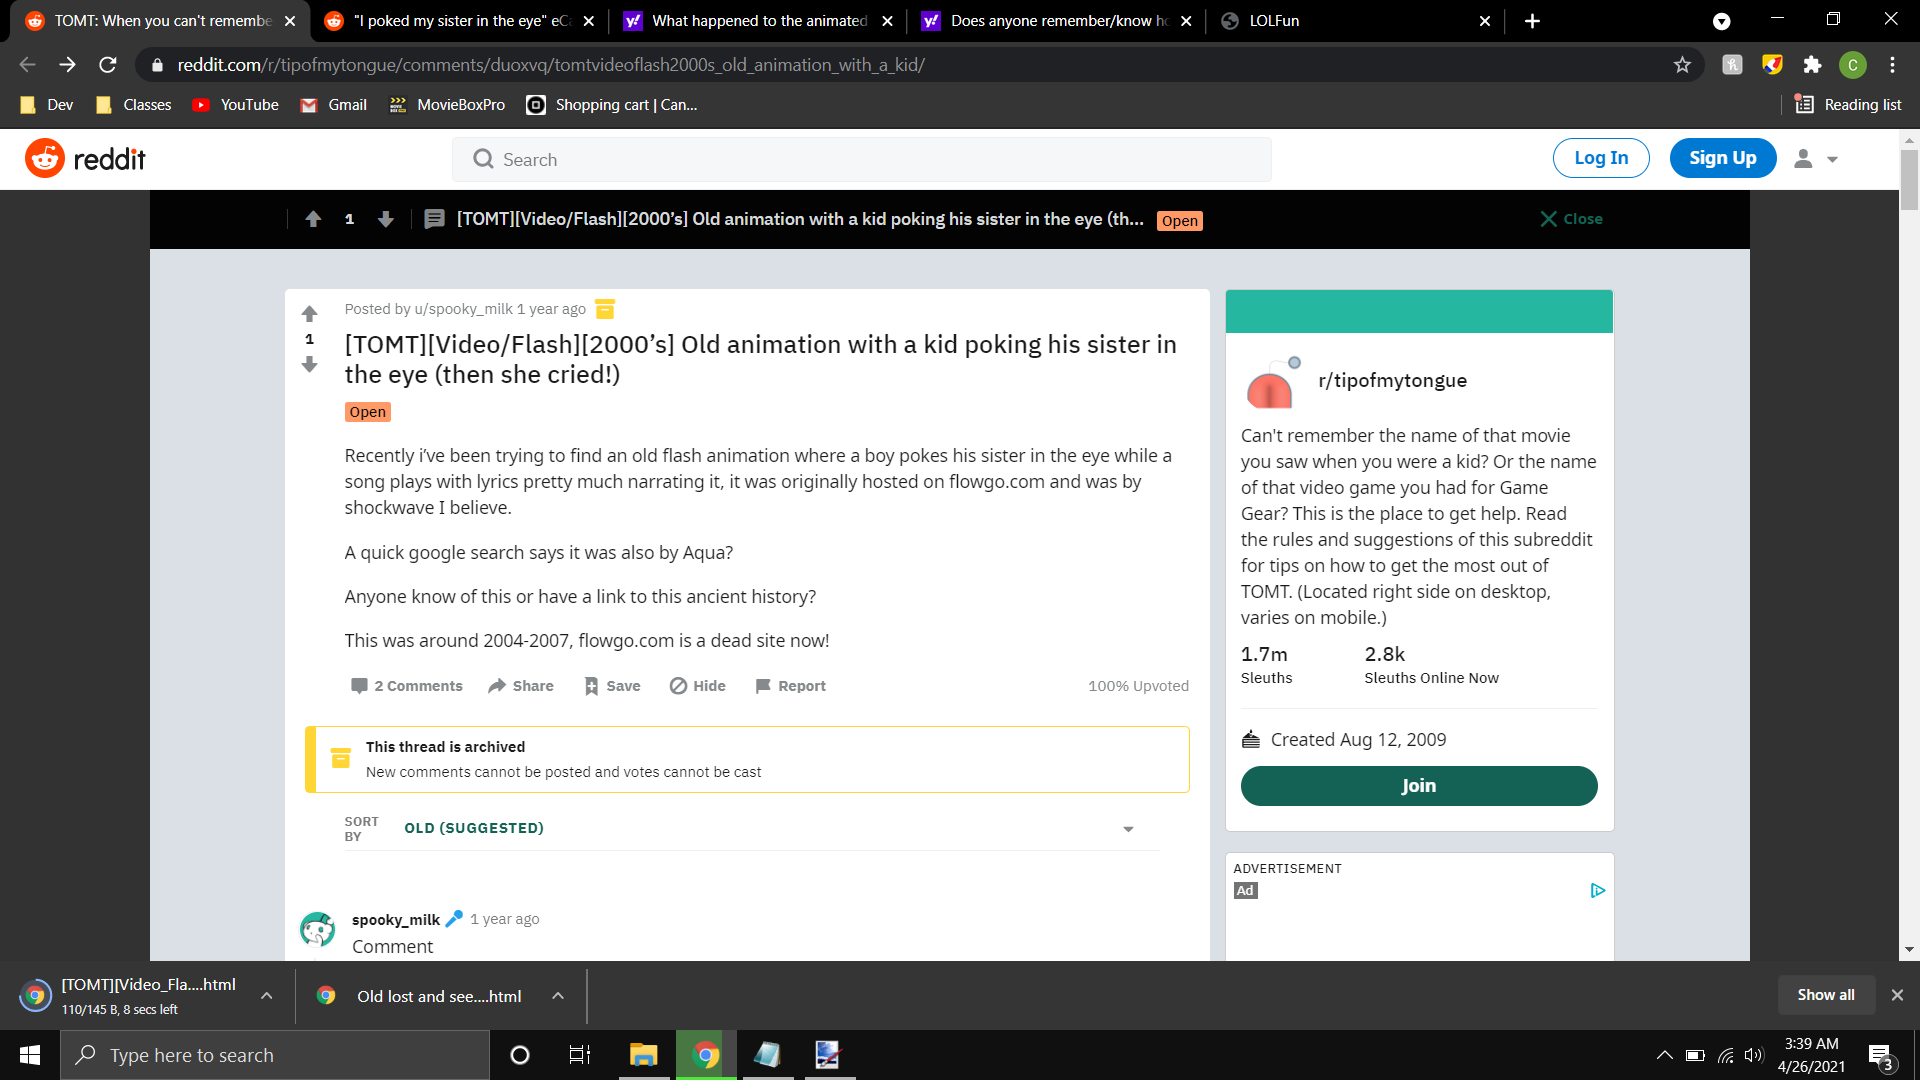 TOMT: When you can't remembe
"I poked my sister in the eye" eCa
What happened to the animated
Does anyone remember/know ho
LOLFun
reddit.com/r/tipofmytongue/comments/duoxvq/tomtvideoflash2000s_old_animation_with_a_kid/
C
Dev
Classes
YouTube
Gmail
MovieBoxPro
Shopping cart | Can...
Reading list
reddit
Search
Log In
Sign Up
1
[TOMT][Video/Flash][2000's] Old animation with a kid poking his sister in the eye (th...
Open
Close
Posted by u/spooky_milk 1 year ago
1
[TOMT][Video/Flash][2000's] Old animation with a kid poking his sister in
the eye (then she cried!)
Open
Recently i've been trying to find an old flash animation where a boy pokes his sister in the eye while a
song plays with lyrics pretty much narrating it, it was originally hosted on flowgo.com and was by
shockwave I believe.
A quick google search says it was also by Aqua?
Anyone know of this or have a link to this ancient history?
This was around 2004-2007, flowgo.com is a dead site now!
2 Comments
Share
Save
Hide
Report
100% Upvoted
This thread is archived
New comments cannot be posted and votes cannot be cast
SORT
BY
OLD (SUGGESTED)
spooky_milk
1 year ago
Comment
r/tipofmytongue
Can't remember the name of that movie
you saw when you were a kid? Or the name
of that video game you had for Game
Gear? This is the place to get help. Read
the rules and suggestions of this subreddit
for tips on how to get the most out of
TOMT. (Located right side on desktop,
varies on mobile.)
1.7m
2.8k
Sleuths
Sleuths Online Now
Created Aug 12, 2009
Join
ADVERTISEMENT
Ad
[TOMT][Video_Fla....html
110/145 B, 8 secs left
Old lost and see....html
Show all
Type here to search
3:39 AM
4/26/2021
3